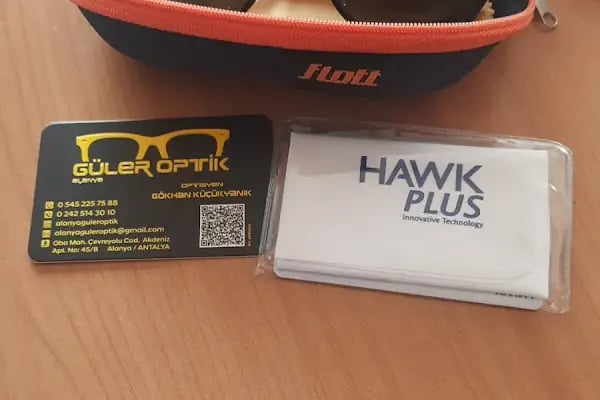 flott
GÜLER OPTİK
ALANYA
OPTİSYEN
GÖKHAN KÜÇÜKYANIK
0 545 225 75 88
0 242 514 30 10
alanyaguleroptik
alanyaguleroptik@gmail.com
Oba Mah. Çevreyolu Cad. Akdeniz
Apt. No: 45/B Alanya / ANTALYA
HAWK
PLUS
Innovative Technology